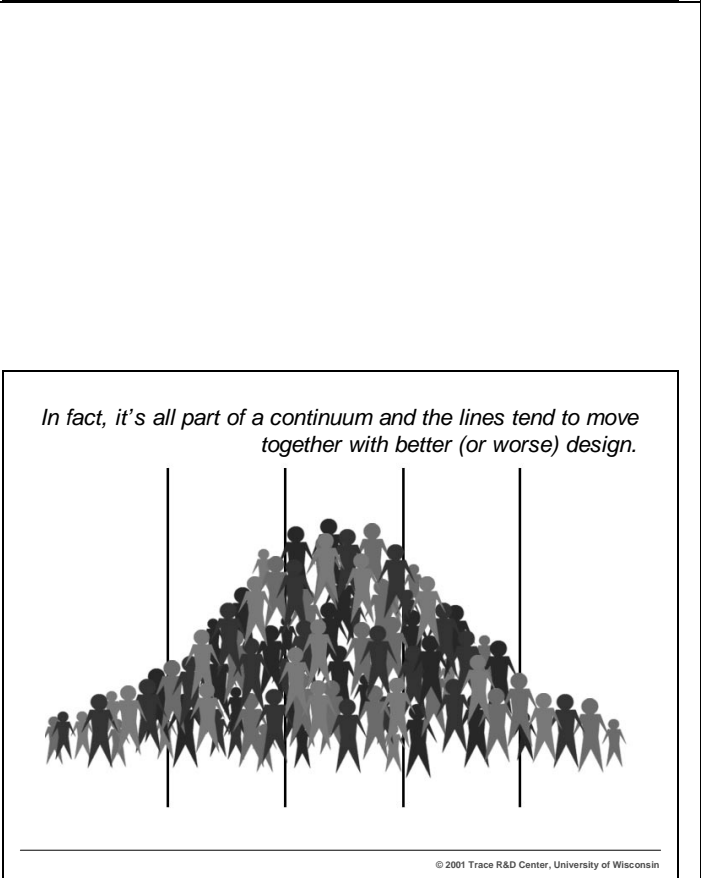 In fact, it's all part of a continuum and the lines tend to move
together with better (or worse) design.
© 2001 Trace R&D Center, University of Wisconsin